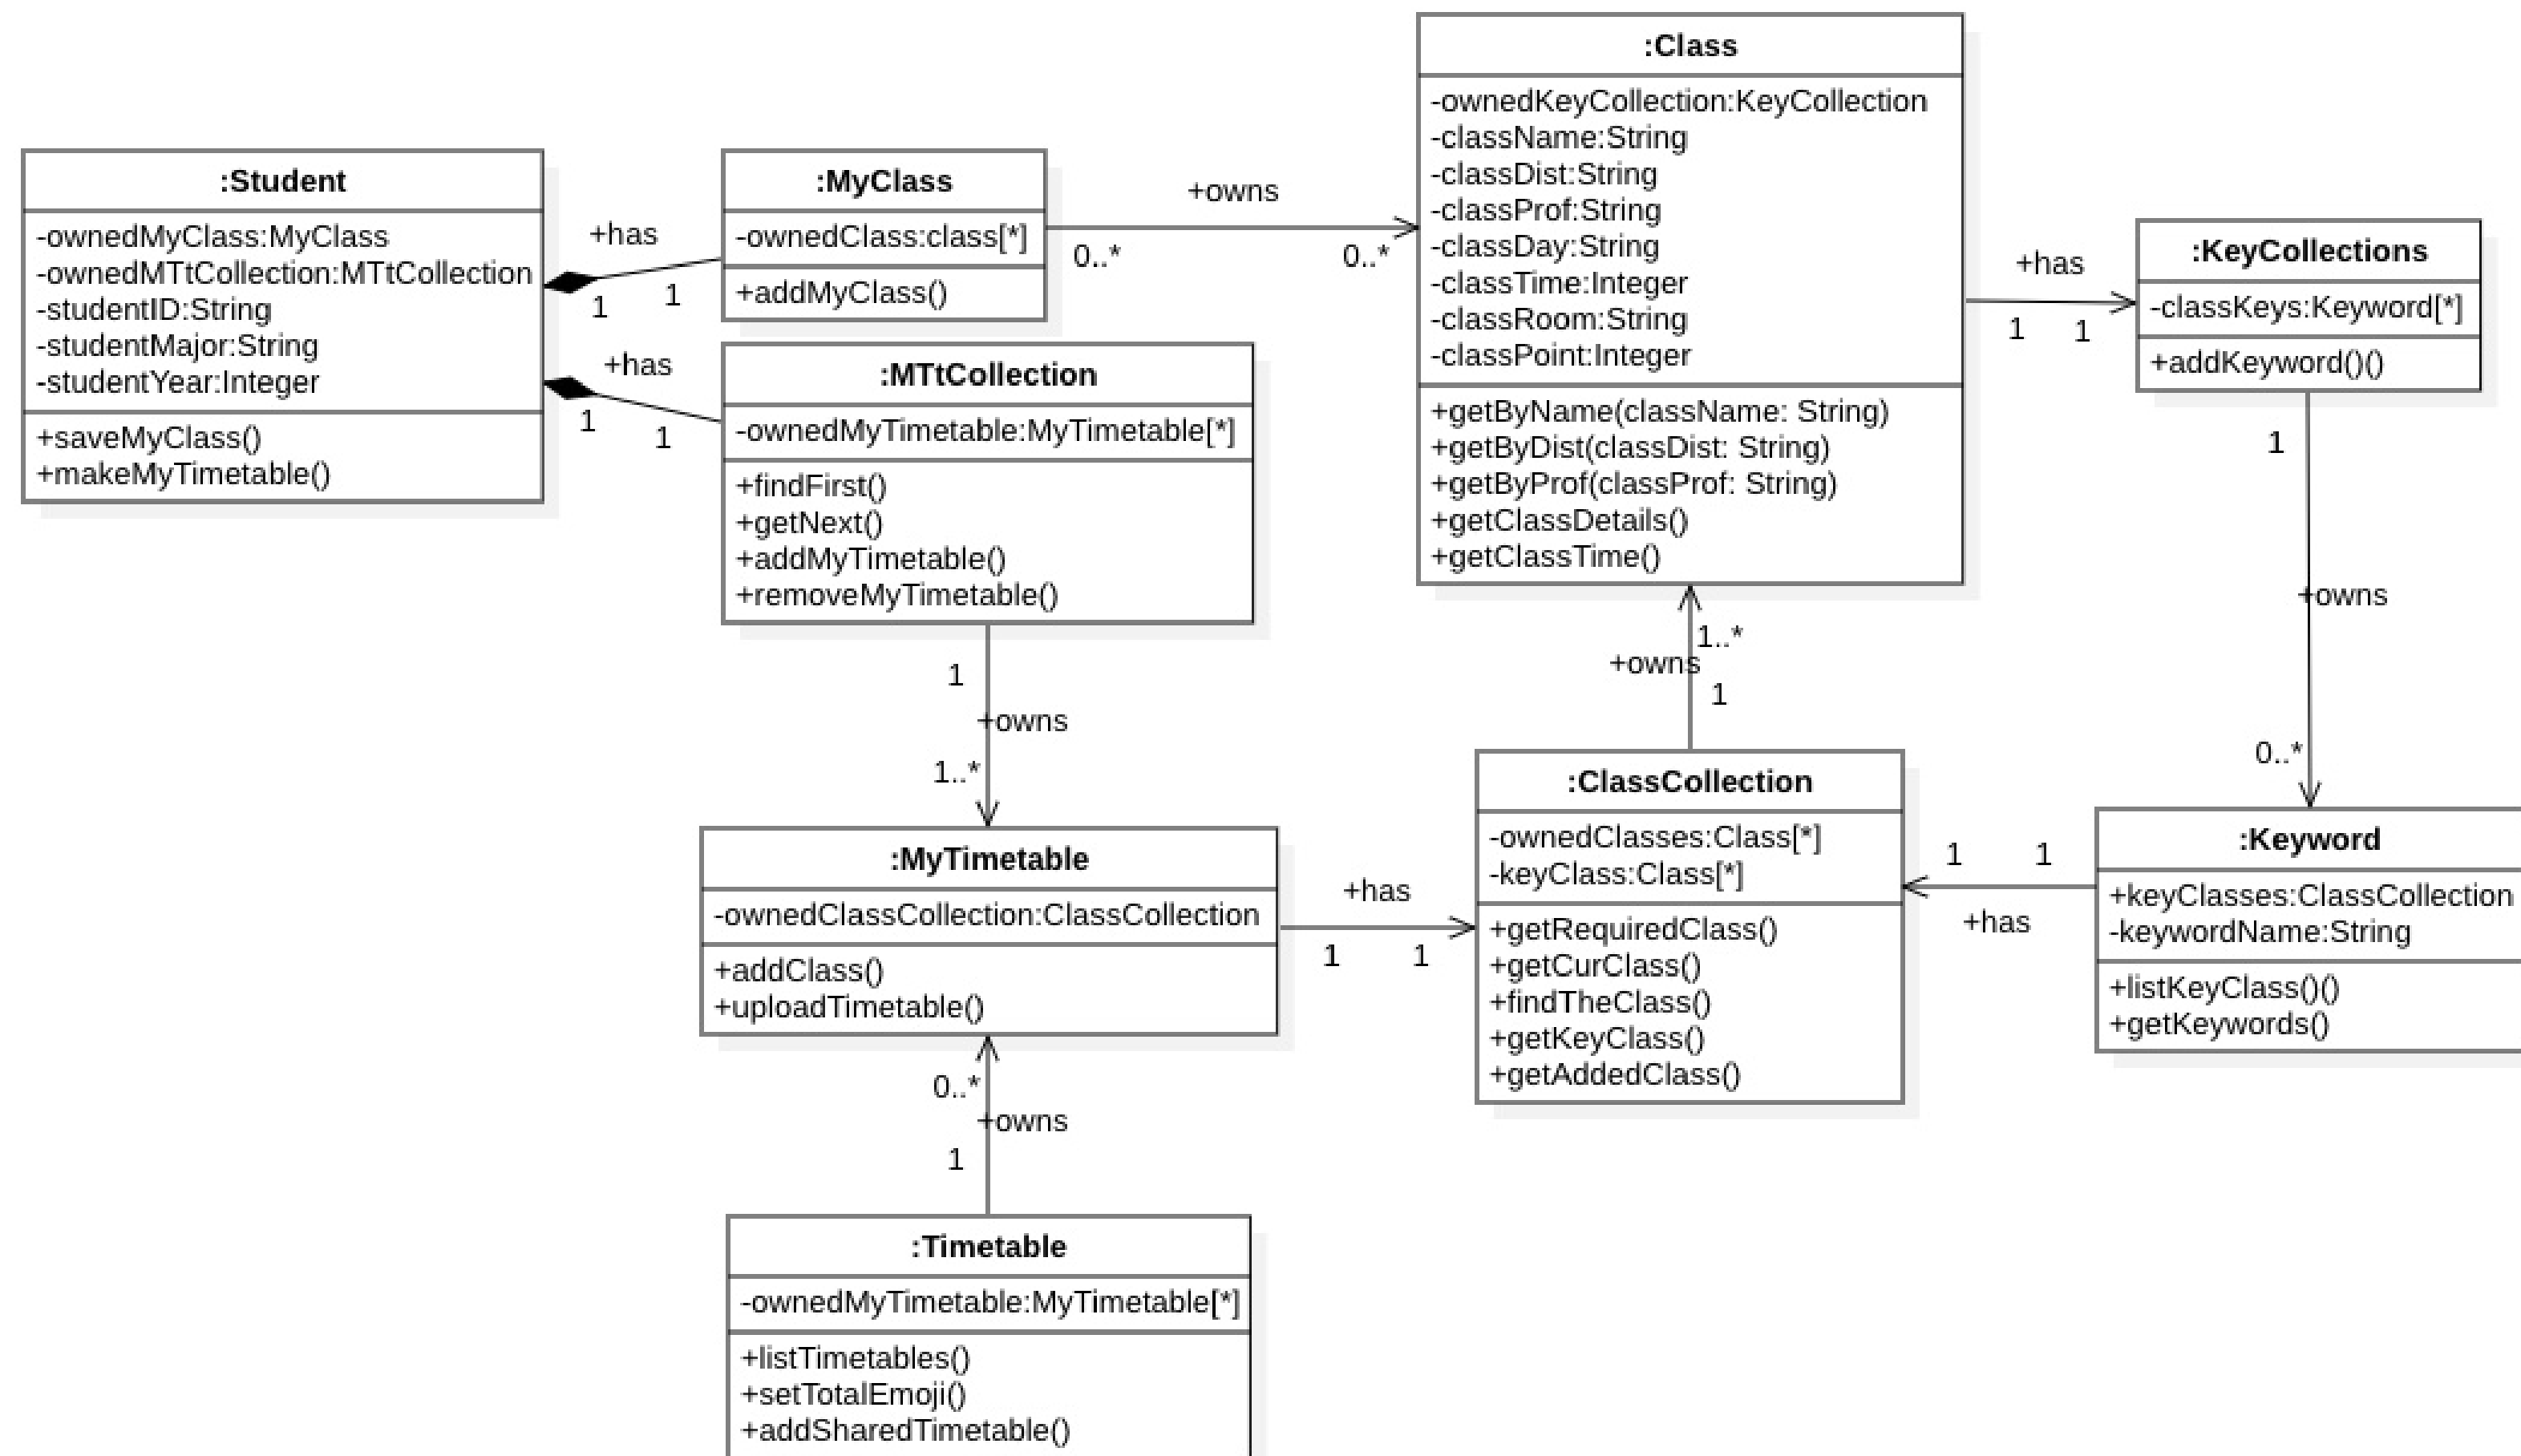 :Student
-ownedMyClass:MyClass
-ownedMTtCollection:MTtCollection
-studentID:String
-studentMajor:String
-studentYear:Integer
+saveMyClass()
+makeMyTimetable()
+has
1
1
+has
1
1
:MyClass
-ownedClass:class[*]
+addMyClass()
+owns
0..*
0..*
:MTtCollection
-ownedMyTimetable:MyTimetable[*]
+findFirst()
+getNext()
+addMyTimetable()
+removeMyTimetable()
1
+owns
1..*
:Class
-ownedKeyCollection:KeyCollection
-className:String
-classDist:String
-classProf:String
-classDay:String
-classTime:Integer
-classRoom:String
-classPoint:Integer
+getByName(className: String)
+getByDist(classDist: String)
+getByProf(classProf: String)
+getClassDetails()
+getClassTime()
+has
1
1
:KeyCollections
-classKeys:Keyword[*]
+addKeyword()()
1
+owns
0..*
1..*
+owns
1
:MyTimetable
-ownedClassCollection:ClassCollection
+addClass()
+uploadTimetable()
+has
1
1
:ClassCollection
-ownedClasses:Class[*]
-keyClass:Class[*]
+getRequiredClass()
+getCurClass()
+findTheClass()
+getKeyClass()
+getAddedClass()
1
1
+has
:Keyword
+keyClasses:ClassCollection
-keywordName:String
+listKeyClass()()
+getKeywords()
0..*
+owns
1
:Timetable
-ownedMyTimetable:MyTimetable[*]
+listTimetables()
+setTotalEmoji()
+addSharedTimetable()